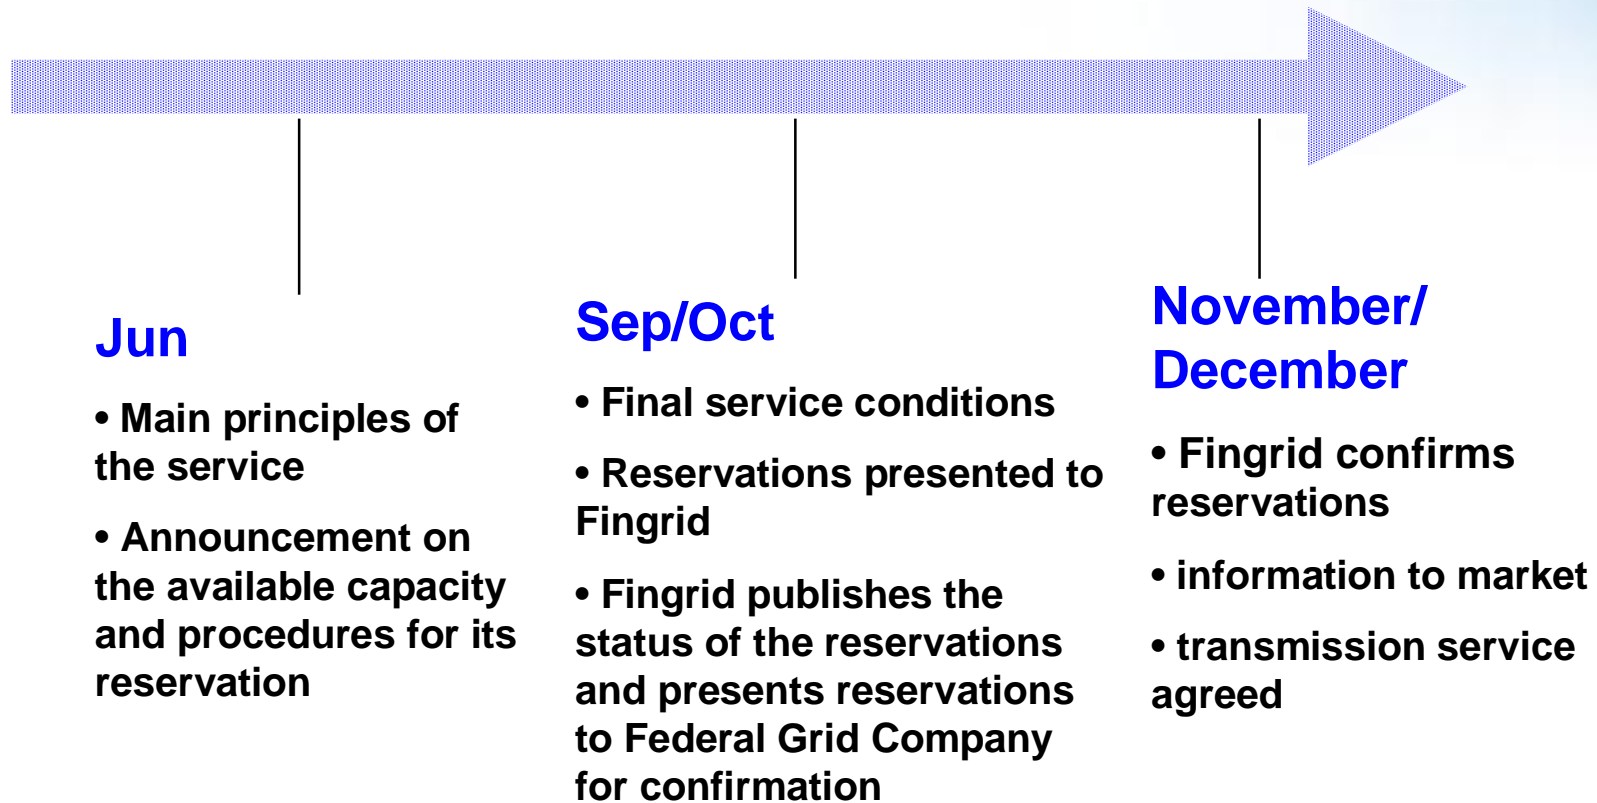 Jun
• Main principles of
the service
• Announcement on
the available capacity
and procedures for its
reservation
Sep/Oct
• Final service conditions
• Reservations presented to
Fingrid
• Fingrid publishes the
status of the reservations
and presents reservations
to Federal Grid Company
for confirmation
November/
December
• Fingrid confirms
reservations
• information to market
• transmission service
agreed